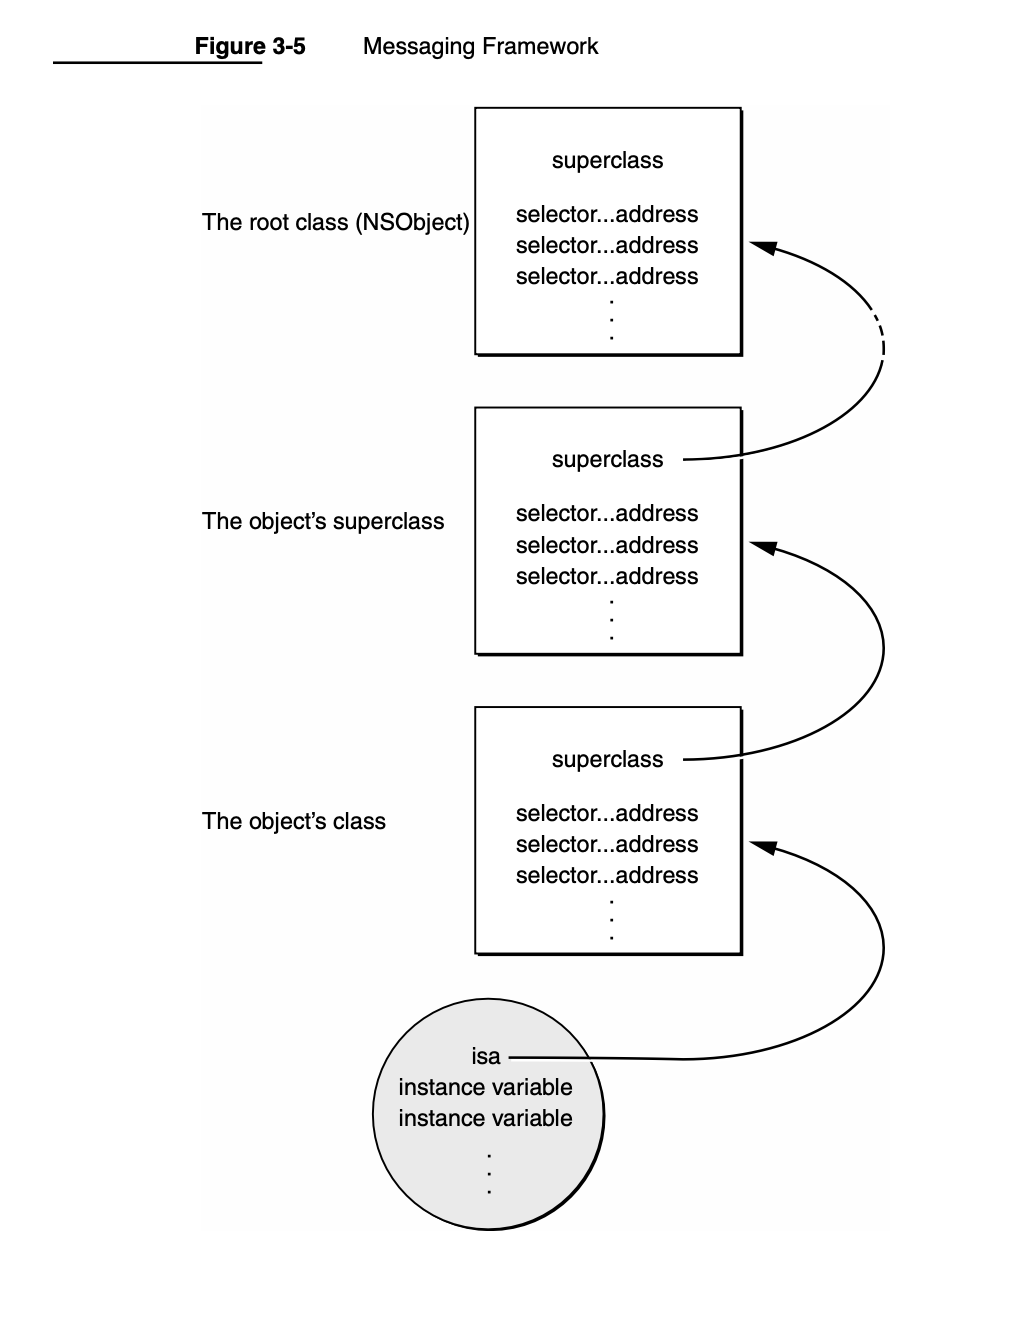 Figure 3-5 Messaging Framework
superclass
The root class (NSObject)
selector...address
selector...address
selector...address
.
.
.
superclass
The object’s superclass
selector...address
selector...address
selector...address
.
.
.
superclass
The object’s class
selector...address
selector...address
selector...address
.
.
.
isa
instance variable
instance variable
.
.
.